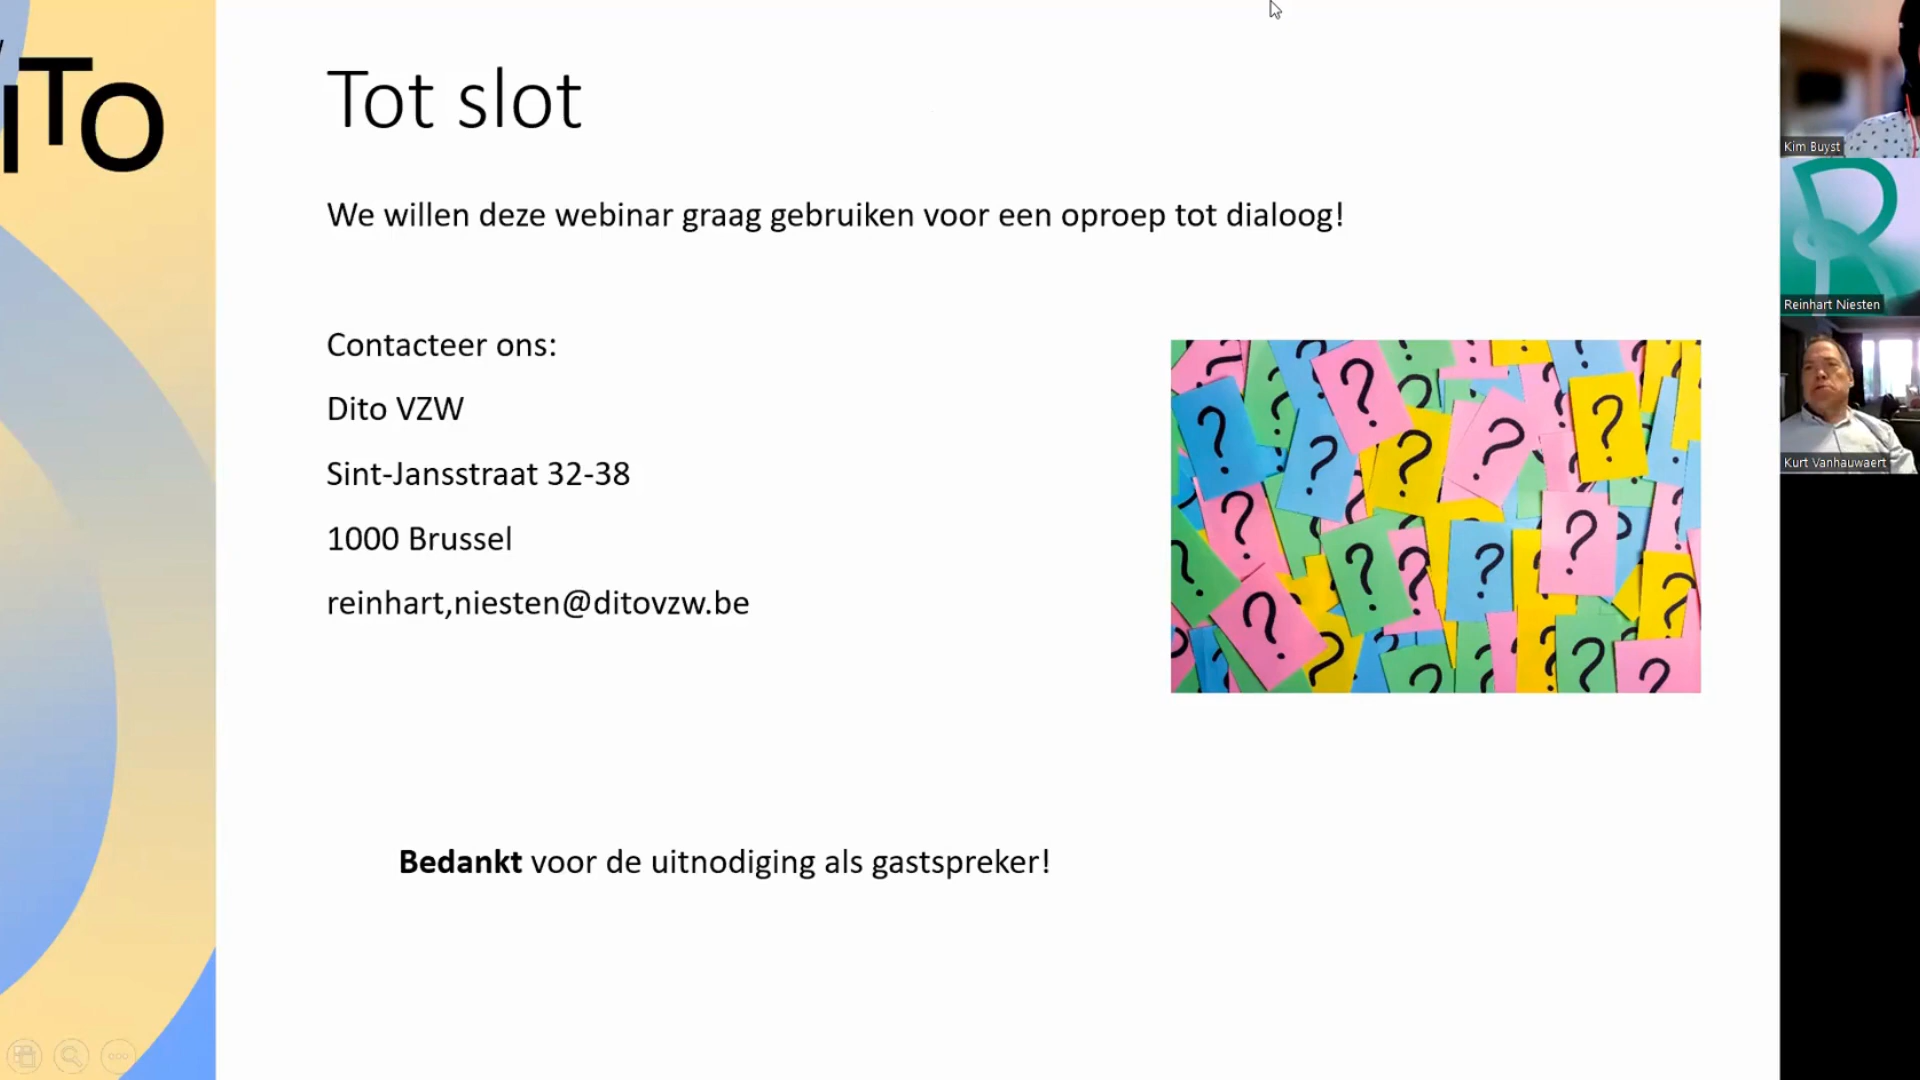 iTo
Tot slot
We willen deze webinar graag gebruiken voor een oproep tot dialoog!
Contacteer ons:
Dito VZW
Sint-Jansstraat 32-38
1000 Brussel
reinhart,niesten@ditovzw.be
Bedankt voor de uitnodiging als gastspreker!
Kim Buyst
Reinhart Niesten
Kurt Vanhauwaert